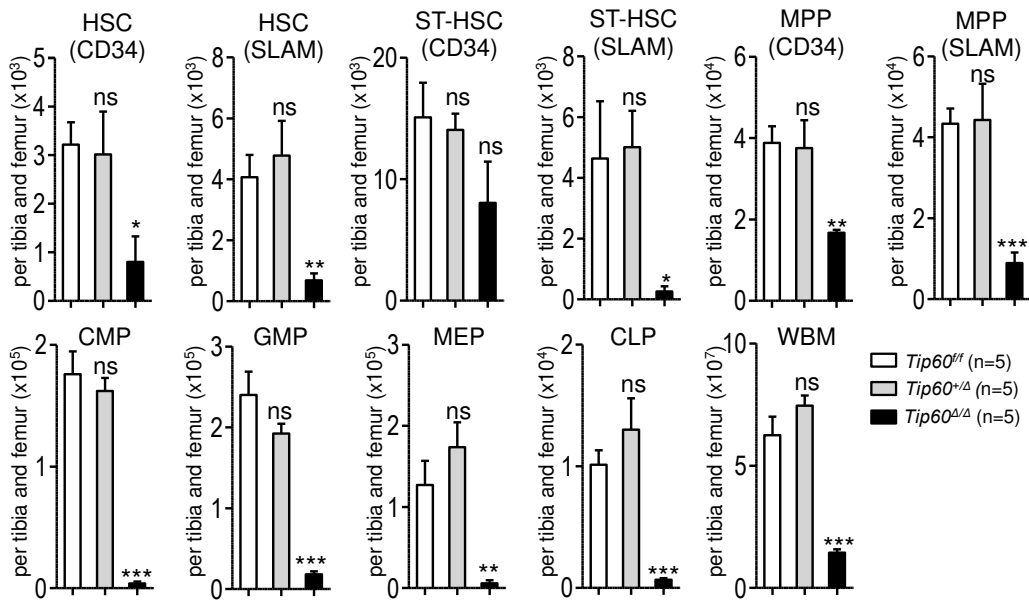 HSC
(CD34)
per tibia and femur (x10³)
5
4
3
2
1
0
ns
*
HSC
(SLAM)
per tibia and femur (x10³)
8
6
4
2
0
ns
**
ST-HSC
(CD34)
per tibia and femur (x10³)
20
10
0
ns
ns
ST-HSC
(SLAM)
per tibia and femur (x10³)
8
6
4
2
0
ns
*
MPP
(CD34)
per tibia and femur (x10⁴)
6
4
2
0
ns
**
MPP
(SLAM)
per tibia and femur (x10⁴)
6
4
2
0
ns
***
CMP
per tibia and femur (x10⁵)
2
1
0
ns
***
GMP
per tibia and femur (x10⁵)
3
2
1
0
ns
***
MEP
per tibia and femur (x10⁵)
3
2
1
0
ns
**
CLP
per tibia and femur (x10⁴)
2
1
0
ns
***
WBM
per tibia and femur (x10⁷)
10
5
0
ns
***
Tip60ᶠ/ᶠ (n=5)
Tip60⁺/Δ (n=5)
Tip60Δ/Δ (n=5)